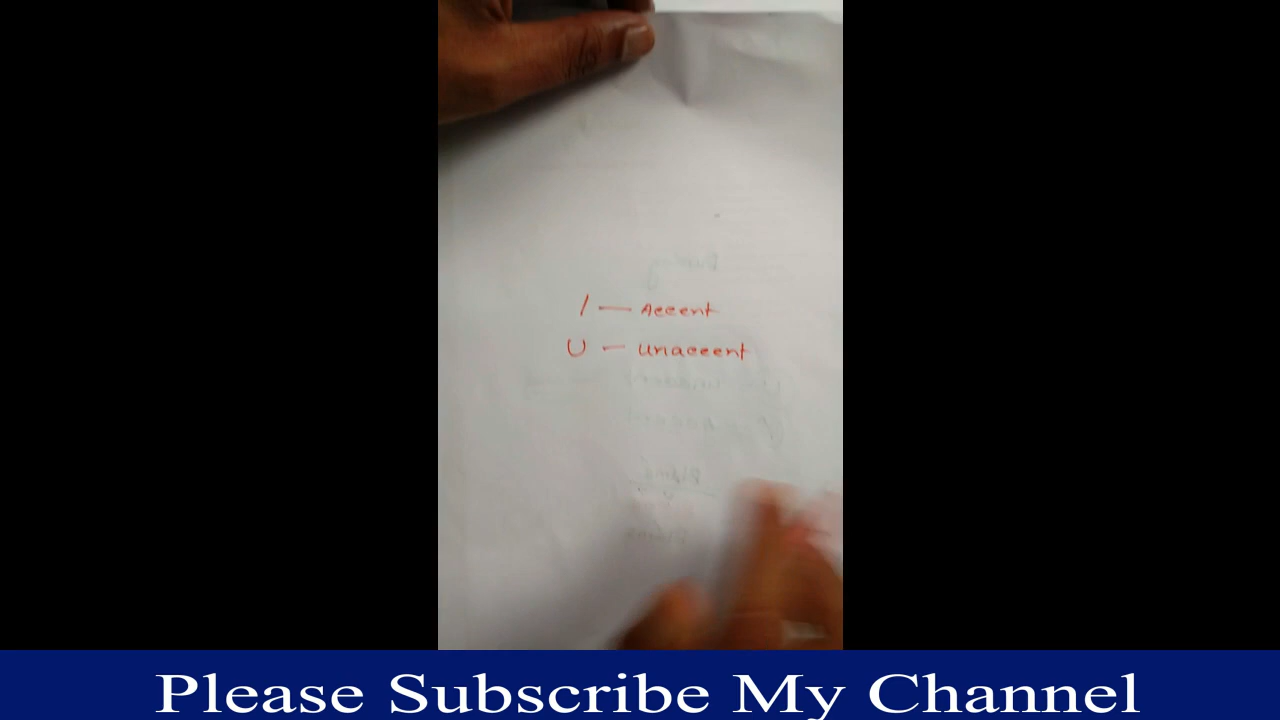 / — Accent
U — unaccent
Please Subscribe My Channel